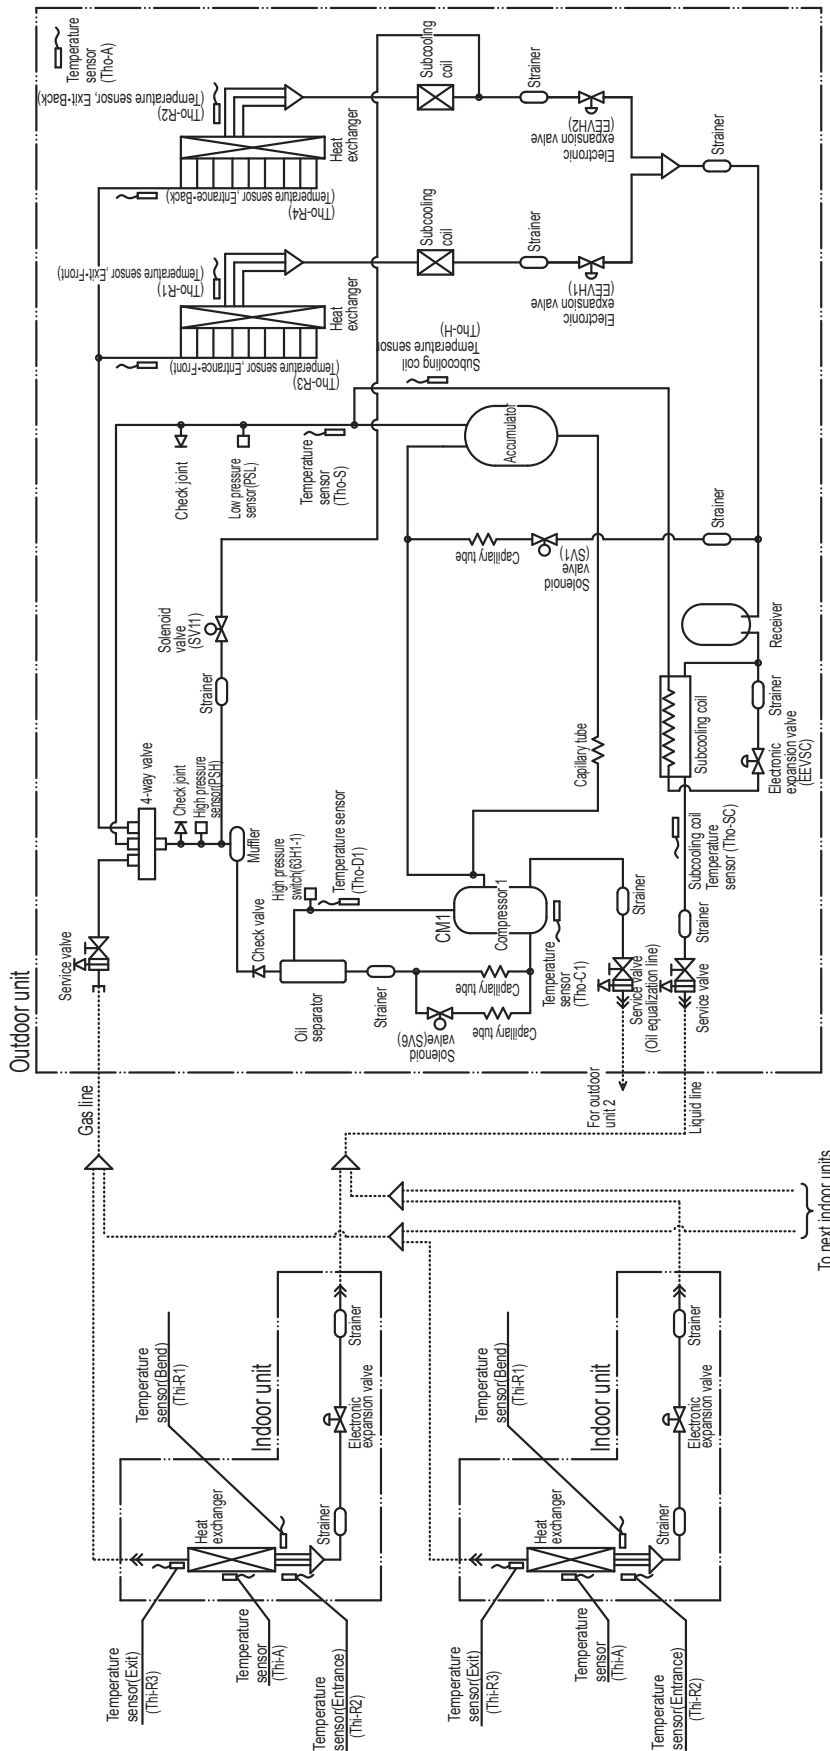 Outdoor unit
Temperature
sensor
(Tho-A)
(Tho-R2)
(Temperature sensor, Exit·Back)
Heat
exchanger
(Temperature sensor ,Entrance•Back)
(Tho-R4)
Subcooling
coil
Strainer
Electronic
expansion valve
(EEVH2)
Strainer
(Tho-R1)
(Temperature sensor ,Exit•Front)
Heat
exchanger
(Temperature sensor ,Entrance•Front)
(Tho-R3)
Subcooling
coil
Strainer
Electronic
expansion valve
(EEVH1)
Subcooling coil
Temperature sensor
(Tho-H)
Check joint
Low pressure
sensor(PSL)
Temperature
sensor
(Tho-S)
Accumulator
Capillary tube
Solenoid
valve
(SV1)
Strainer
Solenoid
valve
(SV11)
Strainer
Receiver
Subcooling coil
Strainer
Electronic
expansion valve
(EEVSC)
Capillary tube
4-way valve
Check joint
High pressure
sensor(PSH)
Muffler
Service valve
Check valve
High pressure
switch(63H1-1)
Temperature sensor
(Tho-D1)
CM1
Compressor 1
Oil
separator
Strainer
Capillary tube
Capillary tube
Solenoid
valve(SV6)
Temperature
sensor
(Tho-C1)
Strainer
Service valve
(Oil equalization line)
Subcooling coil
Temperature
sensor (Tho-SC)
Strainer
Service valve
Gas line
For outdoor
unit 2
Liquid line
To next indoor units
Indoor unit
Temperature
sensor(Bend)
(Thi-R1)
Heat
exchanger
Strainer
Electronic
expansion valve
Strainer
Temperature
sensor(Exit)
(Thi-R3)
Temperature
sensor
(Thi-A)
Temperature
sensor(Entrance)
(Thi-R2)
Indoor unit
Temperature
sensor(Bend)
(Thi-R1)
Heat
exchanger
Strainer
Electronic
expansion valve
Strainer
Temperature
sensor(Exit)
(Thi-R3)
Temperature
sensor
(Thi-A)
Temperature
sensor(Entrance)
(Thi-R2)